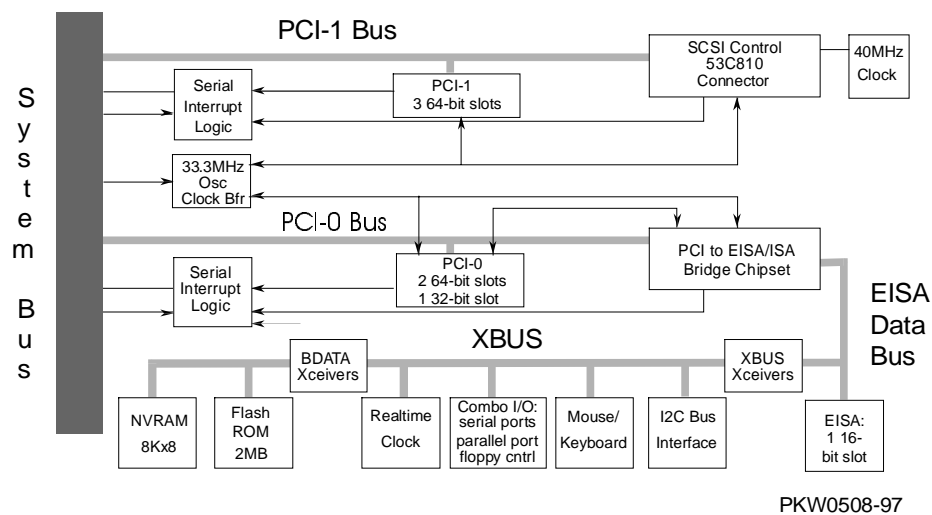 PCI-1 Bus
SCSI Control
53C810
Connector
40MHz
Clock
Serial
Interrupt
Logic
PCI-1
3 64-bit slots
System Bus
33.3MHz
Osc
Clock Bfr
PCI-0 Bus
PCI to EISA/ISA
Bridge Chipset
PCI-0
2 64-bit slots
1 32-bit slot
Serial
Interrupt
Logic
EISA
Data
Bus
XBUS
BDATA
Xceivers
XBUS
Xceivers
NVRAM
8Kx8
Flash
ROM
2MB
Realtime
Clock
Combo I/O:
serial ports
parallel port
floppy cntrl
Mouse/
Keyboard
I2C Bus
Interface
EISA:
1 16-
bit slot
PKW0508-97